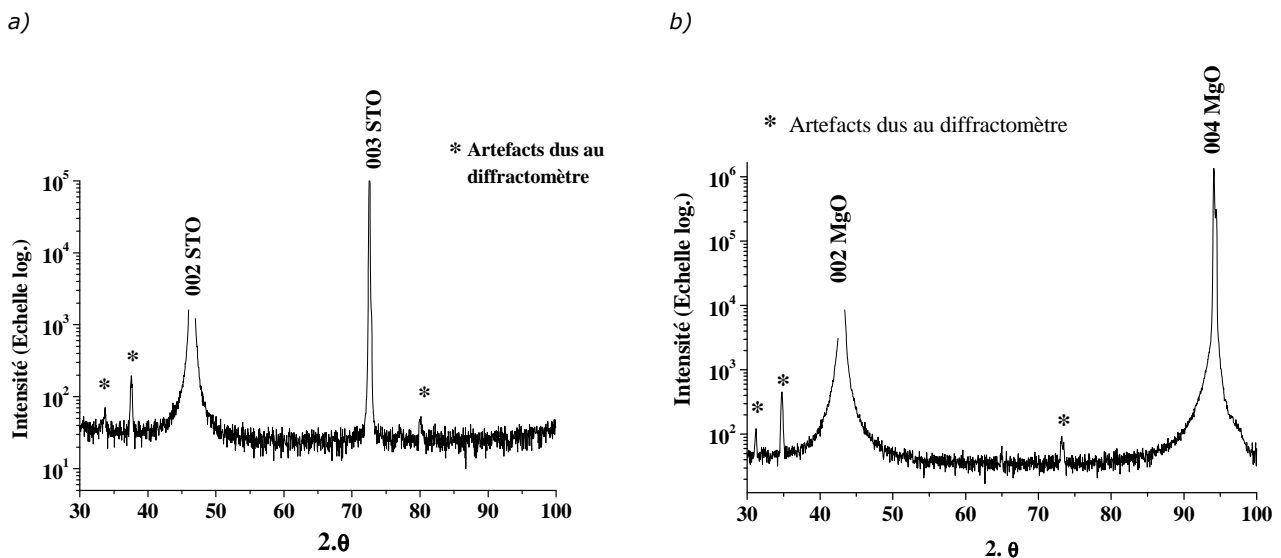 a)
003 STO
* Artefacts dus au
diffractomètre
002 STO
Intensité (Echelle log.)
10^5
10^4
10^3
10^2
10^1
*
*
*
30 40 50 60 70 80 90 100
2.θ
b)
004 MgO
* Artefacts dus au diffractomètre
002 MgO
Intensité (Echelle log.)
10^6
10^5
10^4
10^3
10^2
*
*
*
30 40 50 60 70 80 90 100
2. θ